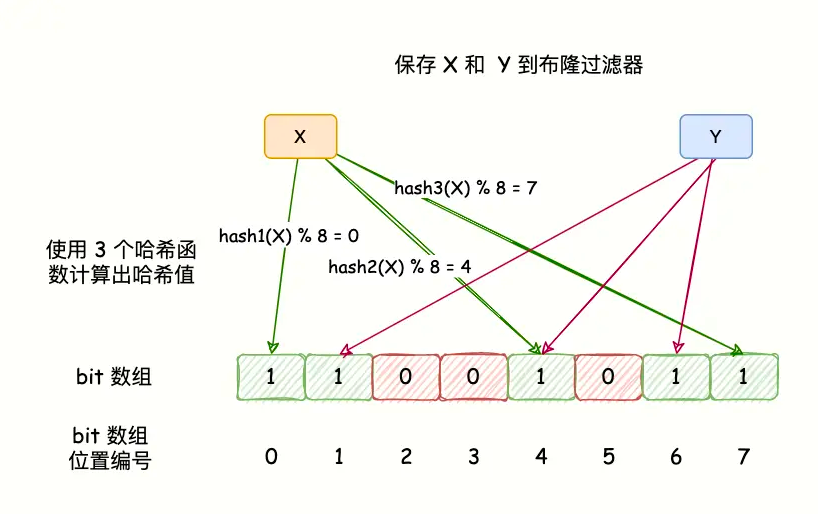 保存 X 和 Y 到布隆过滤器
X
Y
hash3(X) % 8 = 7
hash1(X) % 8 = 0
使用 3 个哈希函
数计算出哈希值
hash2(X) % 8 = 4
bit 数组
1 1 0 0 1 0 1 1
bit 数组
位置编号
0 1 2 3 4 5 6 7